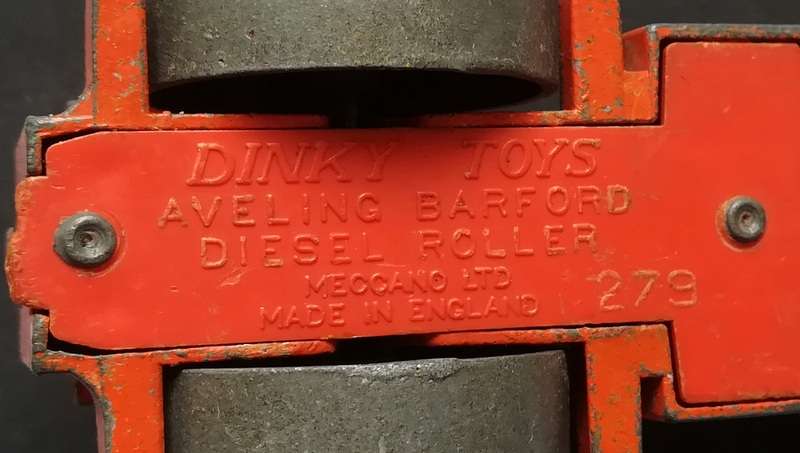 DINKY TOYS
AVELING BARFORD
DIESEL ROLLER
MECCANO LTD
MADE IN ENGLAND
279